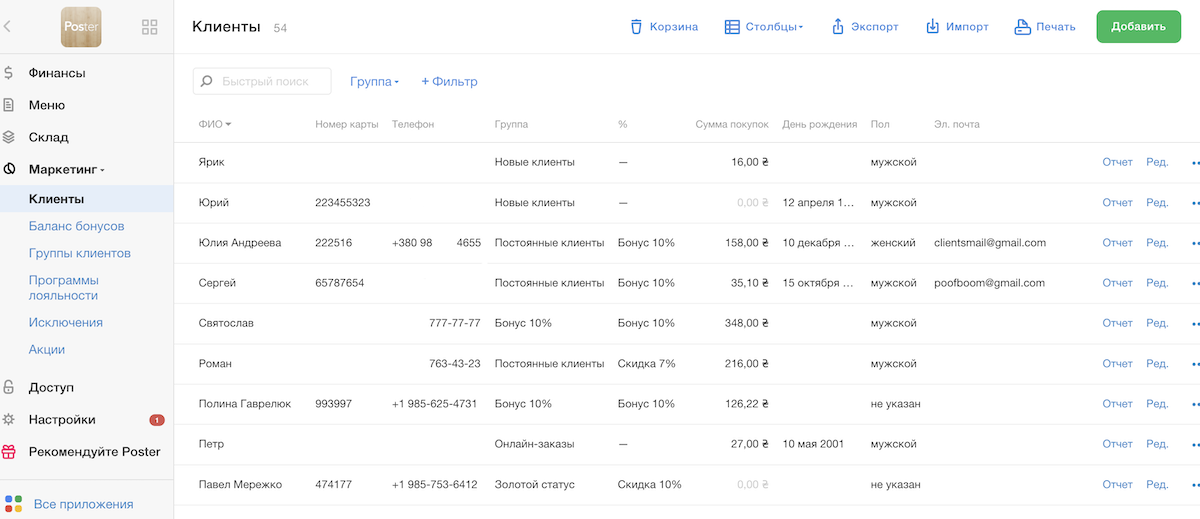 Poster
Клиенты 54
Корзина Столбцы Экспорт Импорт Печать Добавить
Финансы
Меню
Склад
Маркетинг
Клиенты
Баланс бонусов
Группы клиентов
Программы
лояльности
Исключения
Акции
Доступ
Настройки 1
Рекомендуйте Poster
Все приложения
Быстрый поиск Группа + Фильтр
ФИО Номер карты Телефон Группа % Сумма покупок День рождения Пол Эл. почта
Ярик Новые клиенты — 16,00 ₴ мужской Отчет Ред.
Юрий 223455323 Новые клиенты — 0,00 ₴ 12 апреля 1... мужской Отчет Ред.
Юлия Андреева 222516 +380 98 4655 Постоянные клиенты Бонус 10% 158,00 ₴ 10 декабря ... женский clientsmail@gmail.com Отчет Ред.
Сергей 65787654 Постоянные клиенты Бонус 10% 35,10 ₴ 15 октября ... мужской poofboom@gmail.com Отчет Ред.
Святослав 777-77-77 Бонус 10% Бонус 10% 348,00 ₴ мужской Отчет Ред.
Роман 763-43-23 Постоянные клиенты Скидка 7% 216,00 ₴ мужской Отчет Ред.
Полина Гаврелюк 993997 +1 985-625-4731 Бонус 10% Бонус 10% 126,22 ₴ не указан Отчет Ред.
Петр Онлайн-заказы — 27,00 ₴ 10 мая 2001 мужской Отчет Ред.
Павел Мережко 474177 +1 985-753-6412 Золотой статус Скидка 10% 0,00 ₴ не указан Отчет Ред.